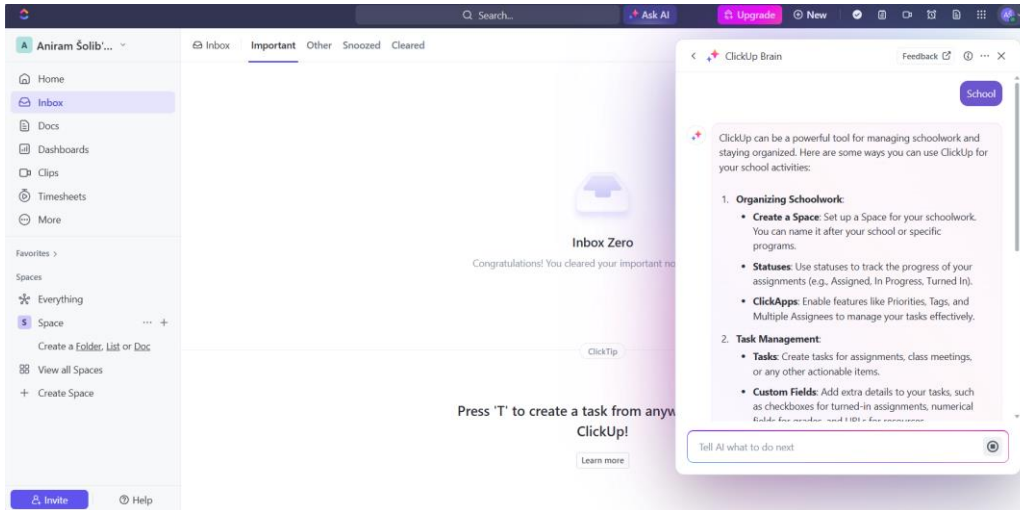 Search...
Ask AI
Upgrade
New
A
Aniram Šolib'...
Home
Inbox
Docs
Dashboards
Clips
Timesheets
More
Favorites >
Spaces
Everything
S Space
Create a Folder, List or Doc
View all Spaces
+ Create Space
Invite
Help
Inbox
Important
Other
Snoozed
Cleared
Inbox Zero
Congratulations! You cleared your important
ClickTip
Press 'T' to create a task from
ClickUp!
Learn more
ClickUp Brain
Feedback
School
ClickUp can be a powerful tool for managing schoolwork and
staying organized. Here are some ways you can use ClickUp for
your school activities:
1. Organizing Schoolwork:
• Create a Space: Set up a Space for your schoolwork.
You can name it after your school or specific
programs.
• Statuses: Use statuses to track the progress of your
assignments (e.g., Assigned, In Progress, Turned In).
• ClickApps: Enable features like Priorities, Tags, and
Multiple Assignees to manage your tasks effectively.
2. Task Management:
• Tasks: Create tasks for assignments, class meetings,
or any other actionable items.
• Custom Fields: Add extra details to your tasks, such
as checkboxes for turned-in assignments, numerical
fields for grades, and URLs for resources.
Tell AI what to do next